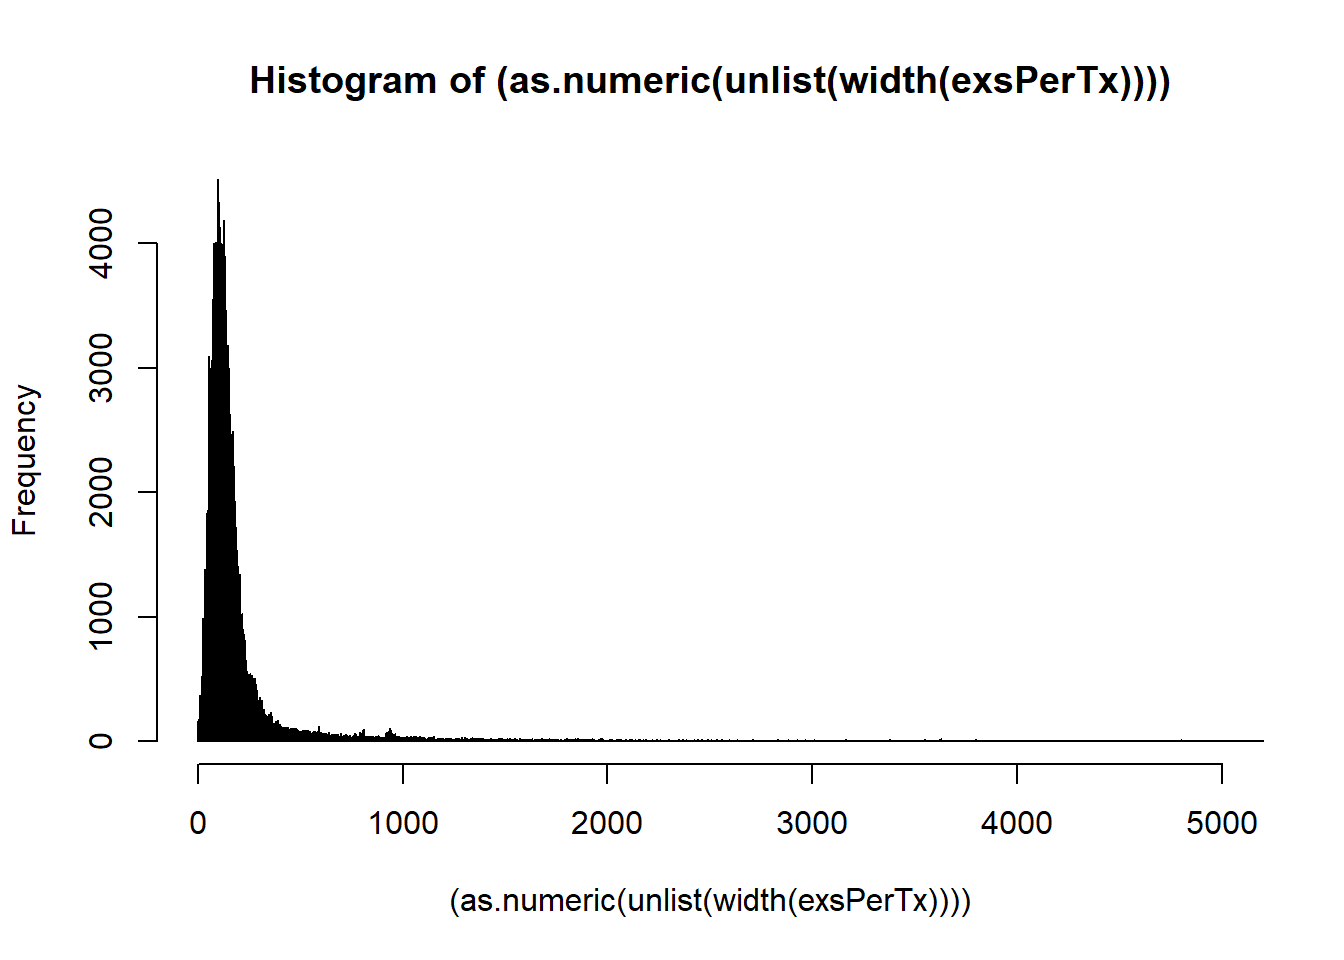 Histogram of (as.numeric(unlist(width(exsPerTx))))
Frequency
4000
3000
2000
1000
0
0 1000 2000 3000 4000 5000
(as.numeric(unlist(width(exsPerTx))))